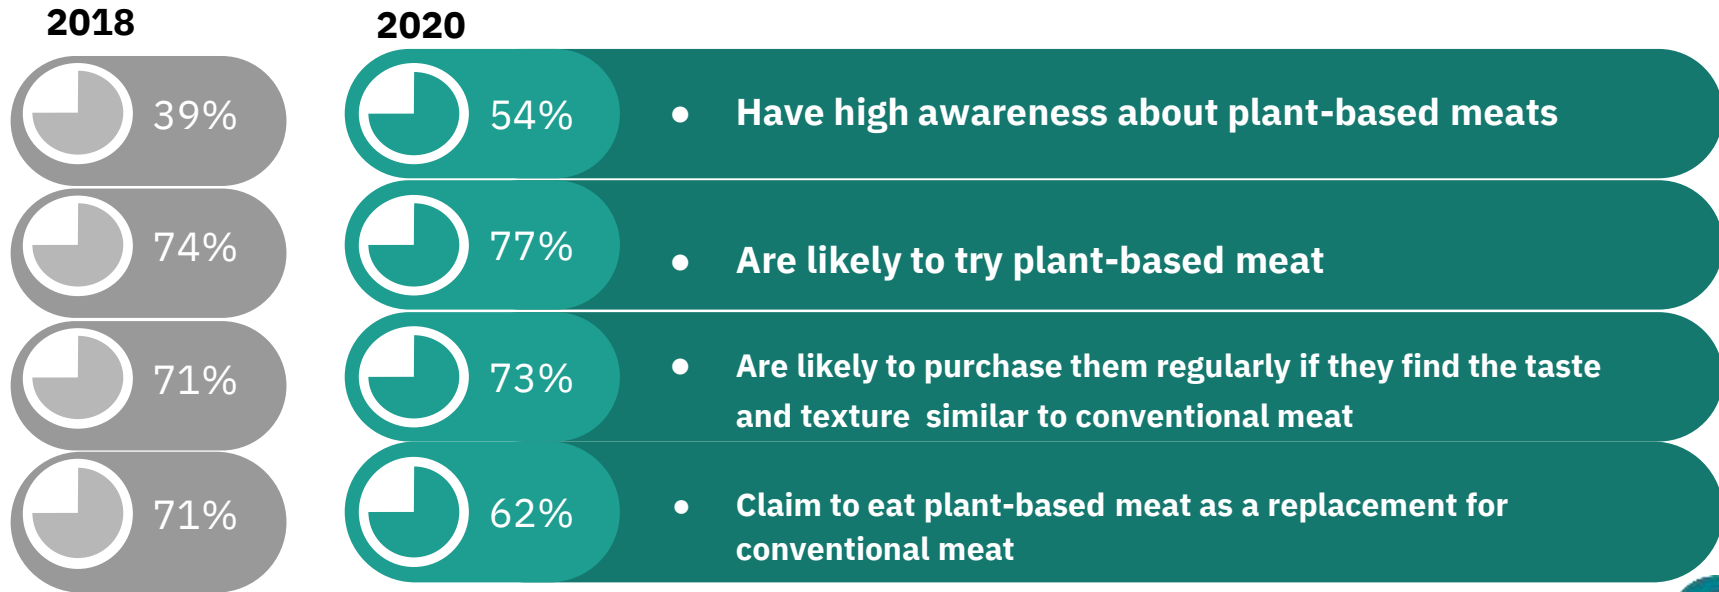 2018 2020
39% 54% ● Have high awareness about plant-based meats
74% 77% ● Are likely to try plant-based meat
71% 73% ● Are likely to purchase them regularly if they find the taste
and texture  similar to conventional meat
71% 62% ● Claim to eat plant-based meat as a replacement for
conventional meat